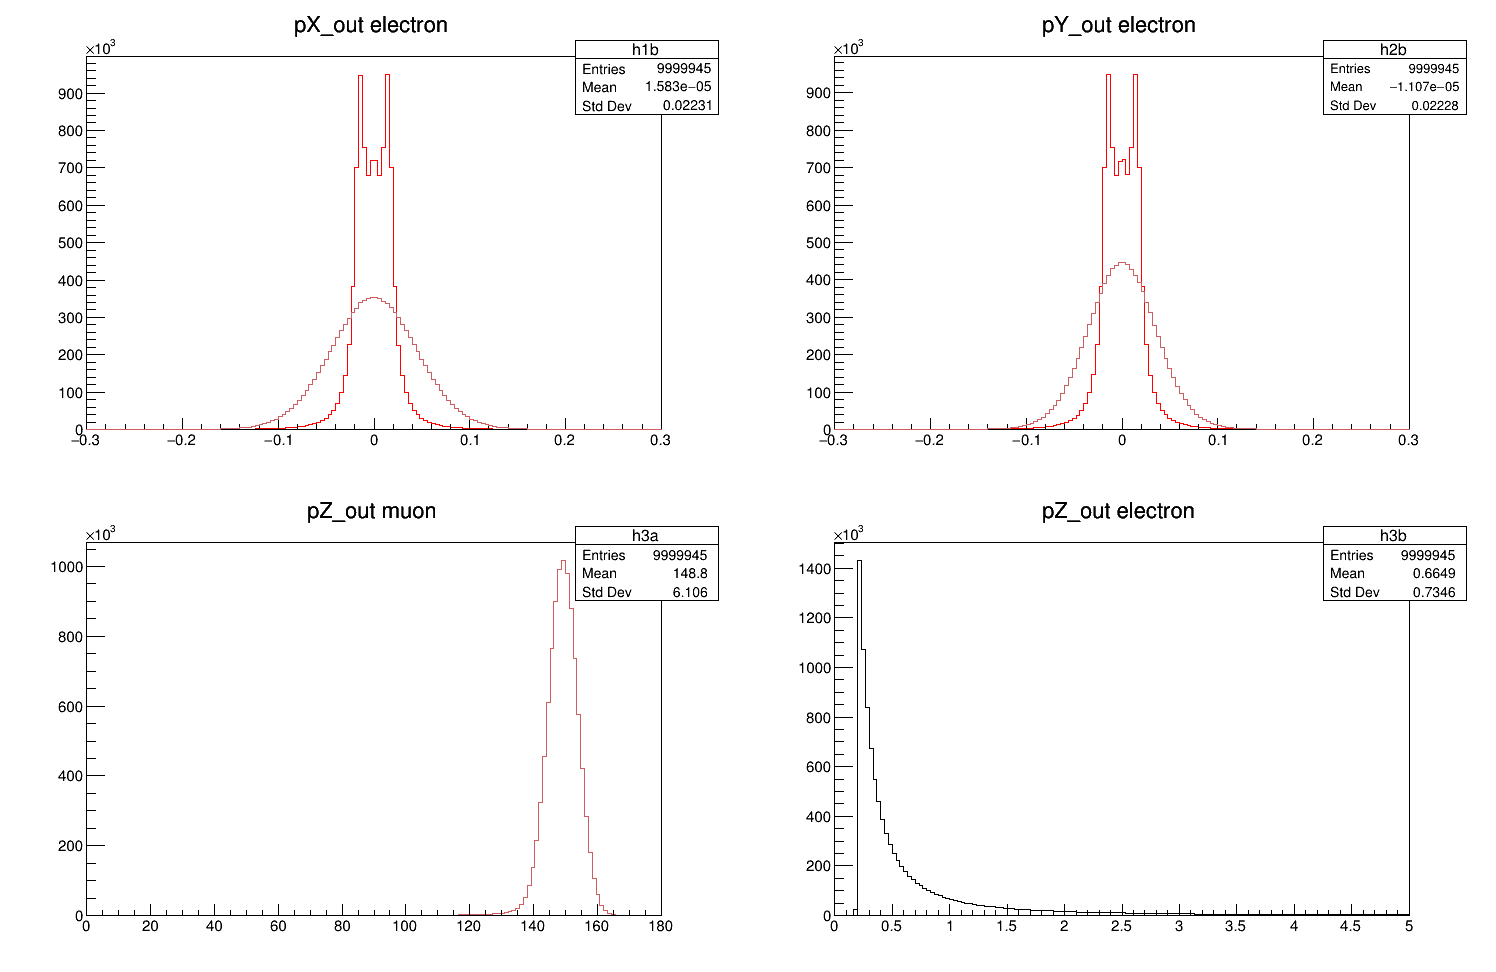 pX_out electron
×10³
h1b
Entries 9999945
Mean 1.583e−05
Std Dev 0.02231
900
800
700
600
500
400
300
200
100
0
−0.3 −0.2 −0.1 0 0.1 0.2 0.3
pY_out electron
×10³
h2b
Entries 9999945
Mean −1.107e−05
Std Dev 0.02228
900
800
700
600
500
400
300
200
100
0
−0.3 −0.2 −0.1 0 0.1 0.2 0.3
pZ_out muon
×10³
h3a
Entries 9999945
Mean 148.8
Std Dev 6.106
1000
800
600
400
200
0
0 20 40 60 80 100 120 140 160 180
pZ_out electron
×10³
h3b
Entries 9999945
Mean 0.6649
Std Dev 0.7346
1400
1200
1000
800
600
400
200
0
0 0.5 1 1.5 2 2.5 3 3.5 4 4.5 5